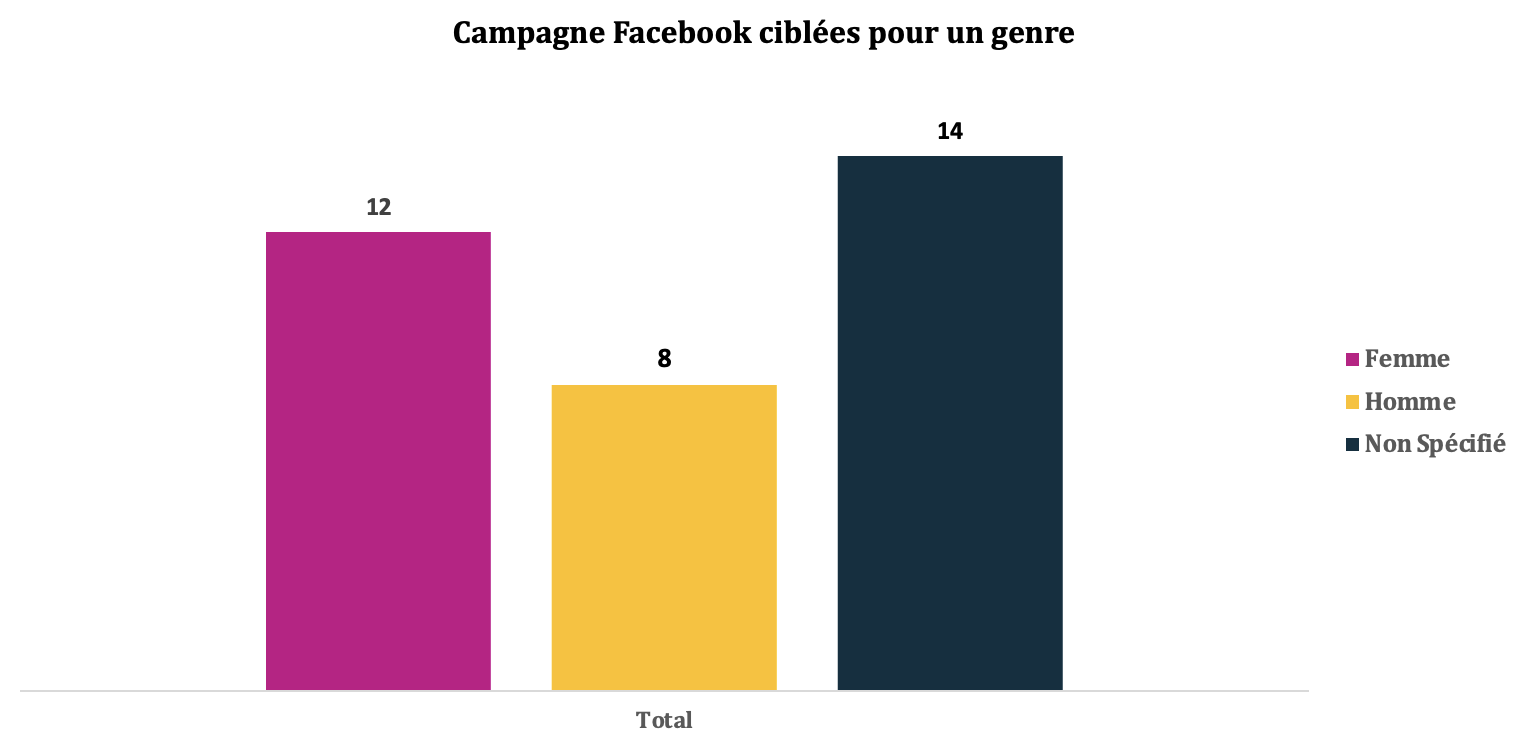 Campagne Facebook ciblées pour un genre
14
12
8
Femme
Homme
Non Spécifié
Total